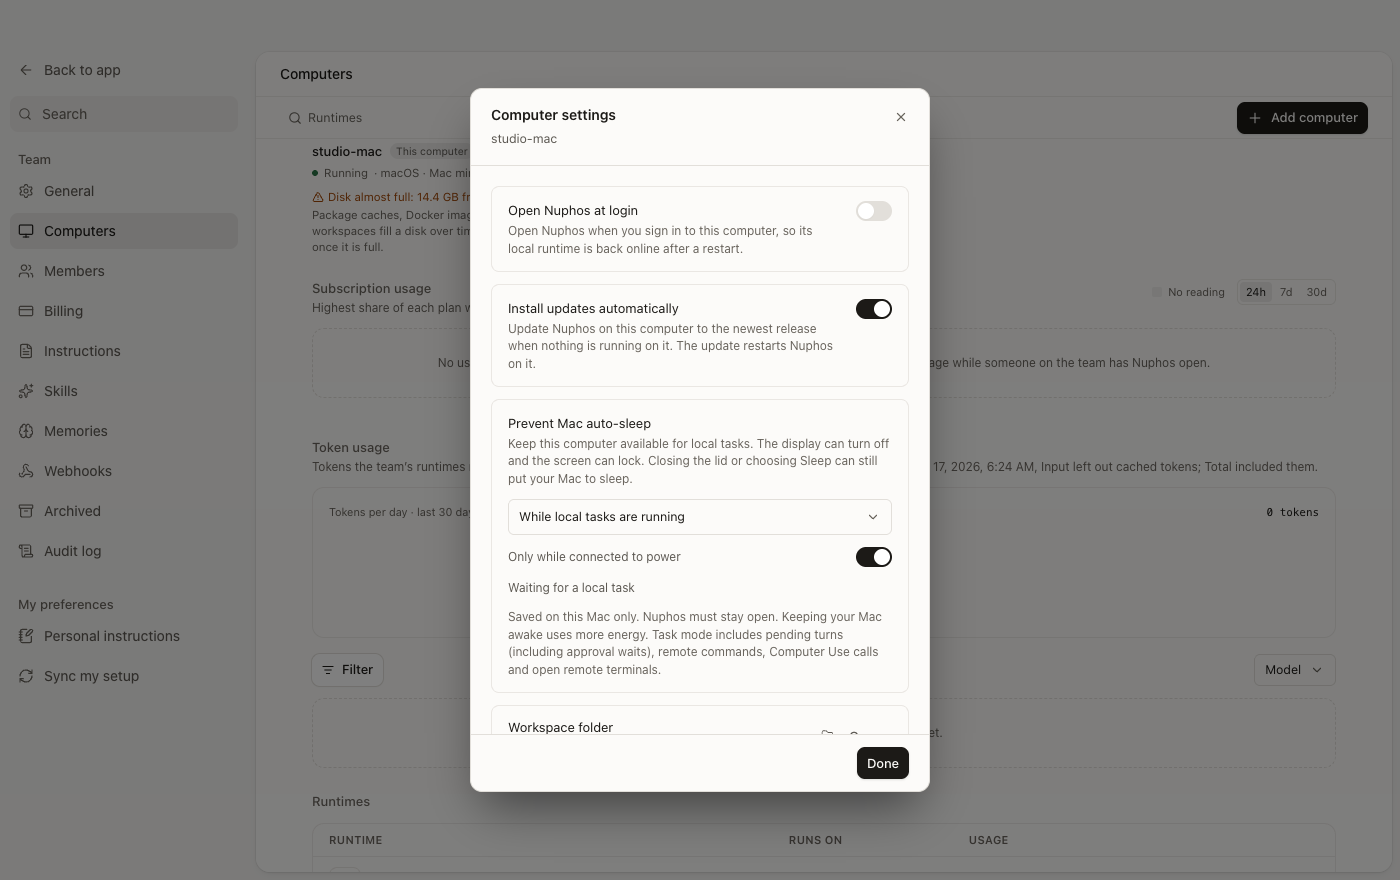 Back to app
Search
Team
General
Computers
Members
Billing
Instructions
Skills
Memories
Webhooks
Archived
Audit log
My preferences
Personal instructions
Sync my setup
Computers
Runtimes
Add computer
studio-mac This computer
Running · macOS · Mac
Disk almost full: 14.4 GB
Package caches, Docker
workspaces fill a disk over
once it is full.
Subscription usage
Highest share of each plan
No reading 24h 7d 30d
No
while someone on the team has Nuphos open.
Token usage
Tokens the team's runtimes
17, 2026, 6:24 AM, Input left out cached tokens; Total included them.
Tokens per day · last 30
0 tokens
Filter
Model
Runtimes
RUNTIME RUNS ON USAGE
Computer settings
studio-mac
Open Nuphos at login
Open Nuphos when you sign in to this computer, so its
local runtime is back online after a restart.
Install updates automatically
Update Nuphos on this computer to the newest release
when nothing is running on it. The update restarts Nuphos
on it.
Prevent Mac auto-sleep
Keep this computer available for local tasks. The display can turn off
and the screen can lock. Closing the lid or choosing Sleep can still
put your Mac to sleep.
While local tasks are running
Only while connected to power
Waiting for a local task
Saved on this Mac only. Nuphos must stay open. Keeping your Mac
awake uses more energy. Task mode includes pending turns
(including approval waits), remote commands, Computer Use calls
and open remote terminals.
Workspace folder
Done